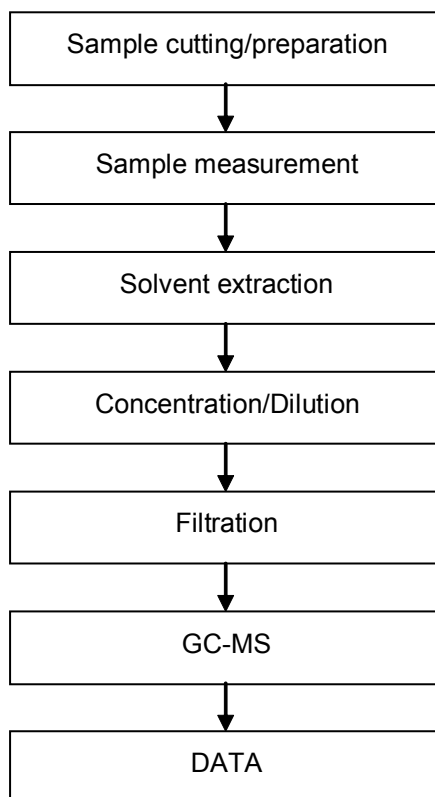 Sample cutting/preparation
Sample measurement
Solvent extraction
Concentration/Dilution
Filtration
GC-MS
DATA